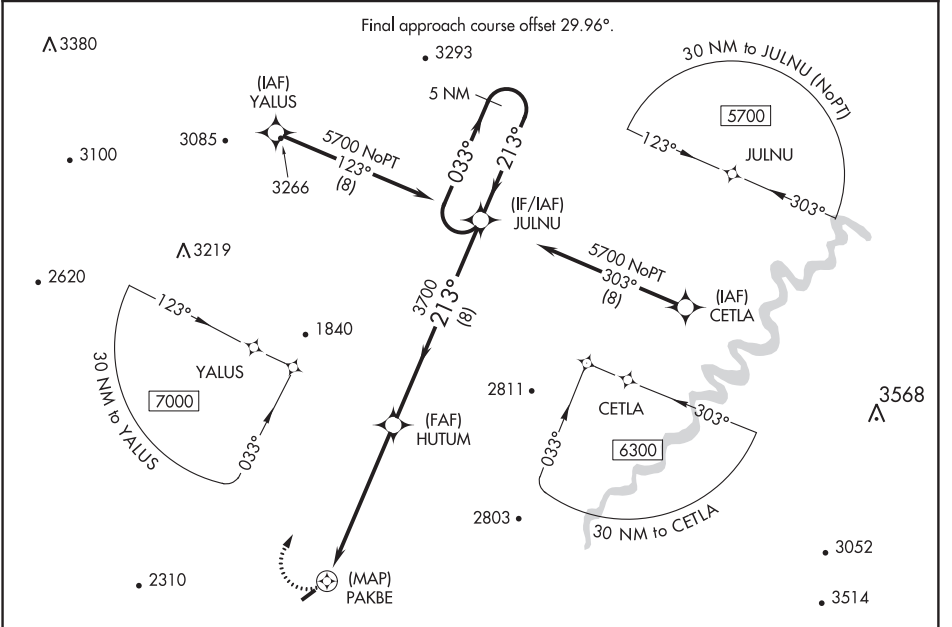 Final approach course offset 29.96°.
3380
3293
30 NM to JULNU (NoPT)
5700
123°
JULNU
303°
(IAF)
YALUS
5 NM
3085
3100
3266
5700 NoPT
123°
(8)
033°
213°
(IF/IAF)
JULNU
3219
2620
5700 NoPT
303°
(8)
(IAF)
CETLA
3700
213°
(8)
123°
1840
YALUS
7000
30 NM to YALUS
033°
(FAF)
HUTUM
2811
CETLA
303°
6300
033°
30 NM to CETLA
3568
2803
3052
2310
(MAP)
PAKBE
3514